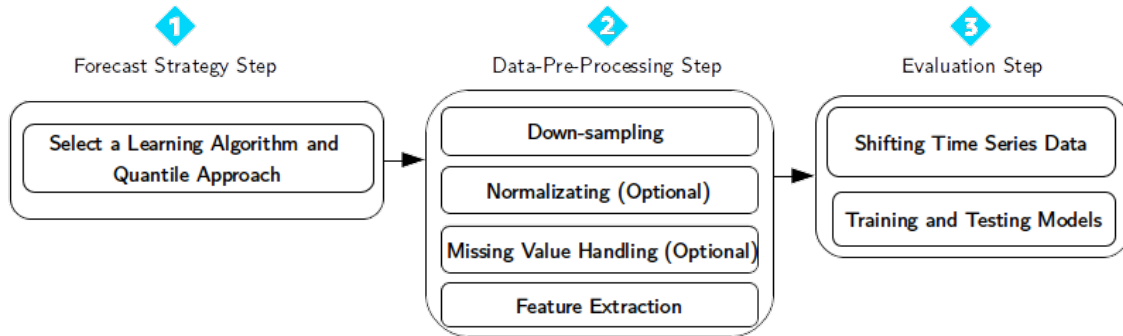 1
Forecast Strategy Step
Select a Learning Algorithm and
Quantile Approach
2
Data-Pre-Processing Step
Down-sampling
Normalizating (Optional)
Missing Value Handling (Optional)
Feature Extraction
3
Evaluation Step
Shifting Time Series Data
Training and Testing Models